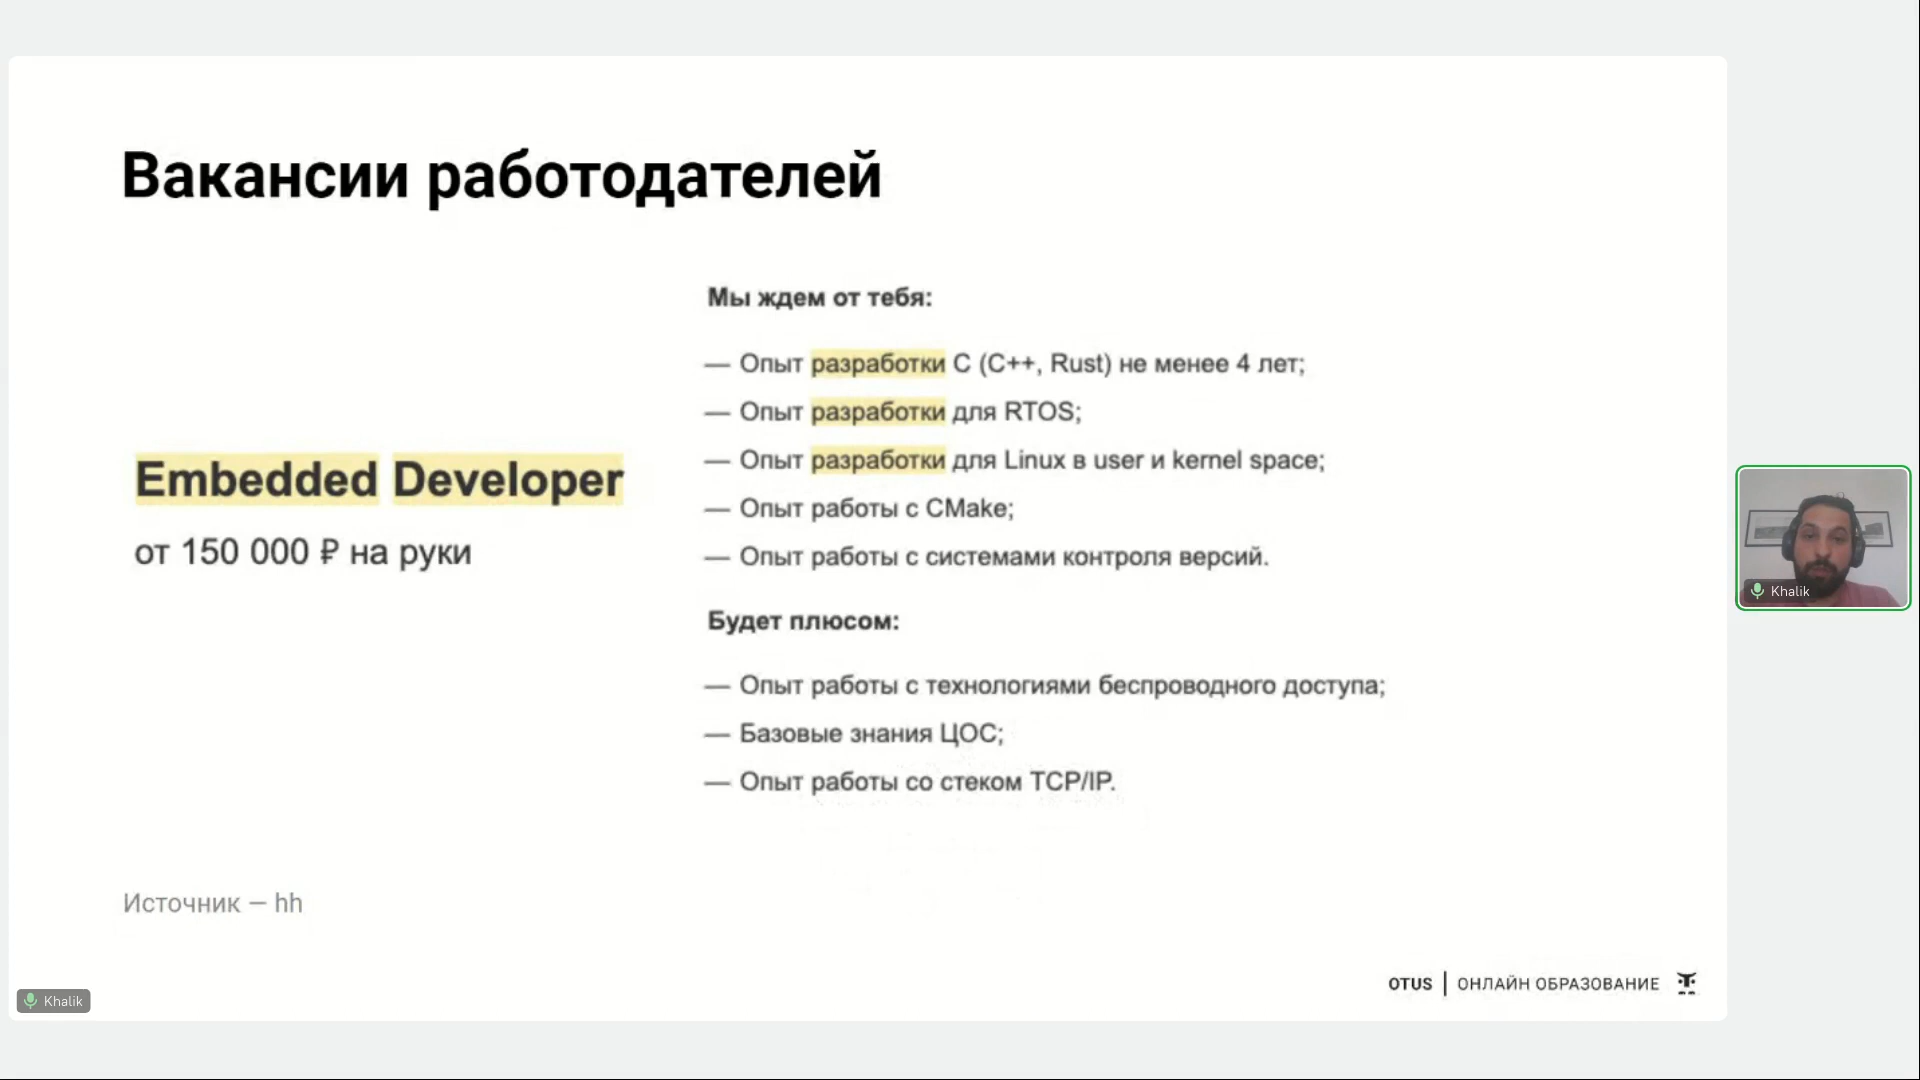 Вакансии работодателей
Мы ждем от тебя:
— Опыт разработки C (C++, Rust) не менее 4 лет;
— Опыт разработки для RTOS;
— Опыт разработки для Linux в user и kernel space;
— Опыт работы с CMake;
— Опыт работы с системами контроля версий.
Будет плюсом:
— Опыт работы с технологиями беспроводного доступа;
— Базовые знания ЦОС;
— Опыт работы со стеком TCP/IP.
Embedded Developer
от 150 000 ₽ на руки
Источник — hh
OTUS | ОНЛАЙН ОБРАЗОВАНИЕ
Khalik
Khalik